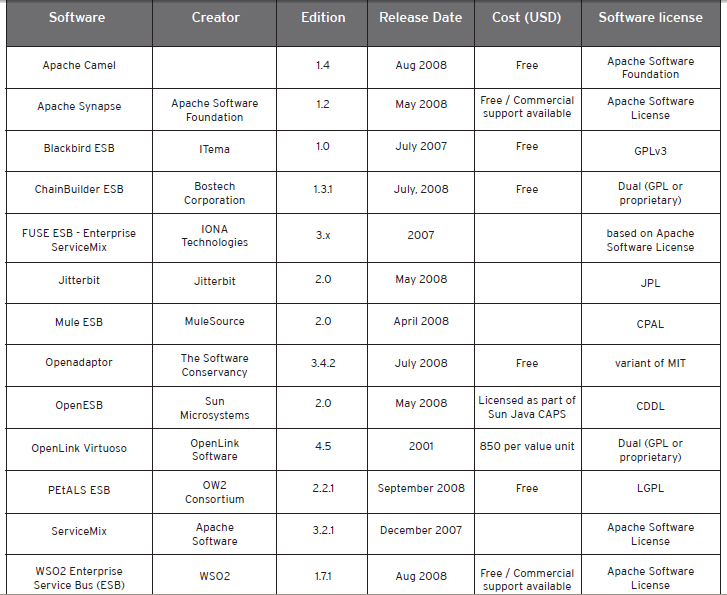 Software Creator Edition Release Date Cost (USD) Software license
Apache Camel 1.4 Aug 2008 Free Apache Software
Foundation
Apache Synapse Apache Software
Foundation 1.2 May 2008 Free / Commercial
support available Apache Software
License
Blackbird ESB ITema 1.0 July 2007 Free GPLv3
ChainBuilder ESB Bostech
Corporation 1.3.1 July, 2008 Free Dual (GPL or
proprietary)
FUSE ESB - Enterprise
ServiceMix IONA
Technologies 3.x 2007 based on Apache
Software License
Jitterbit Jitterbit 2.0 May 2008 JPL
Mule ESB MuleSource 2.0 April 2008 CPAL
Openadaptor The Software
Conservancy 3.4.2 July 2008 Free variant of MIT
OpenESB Sun
Microsystems 2.0 May 2008 Licensed as part of
Sun Java CAPS CDDL
OpenLink Virtuoso OpenLink
Software 4.5 2001 850 per value unit Dual (GPL or
proprietary)
PEtALS ESB OW2
Consortium 2.2.1 September 2008 Free LGPL
ServiceMix Apache
Software 3.2.1 December 2007 Apache Software
License
WSO2 Enterprise
Service Bus (ESB) WSO2 1.7.1 Aug 2008 Free / Commercial
support available Apache Software
License